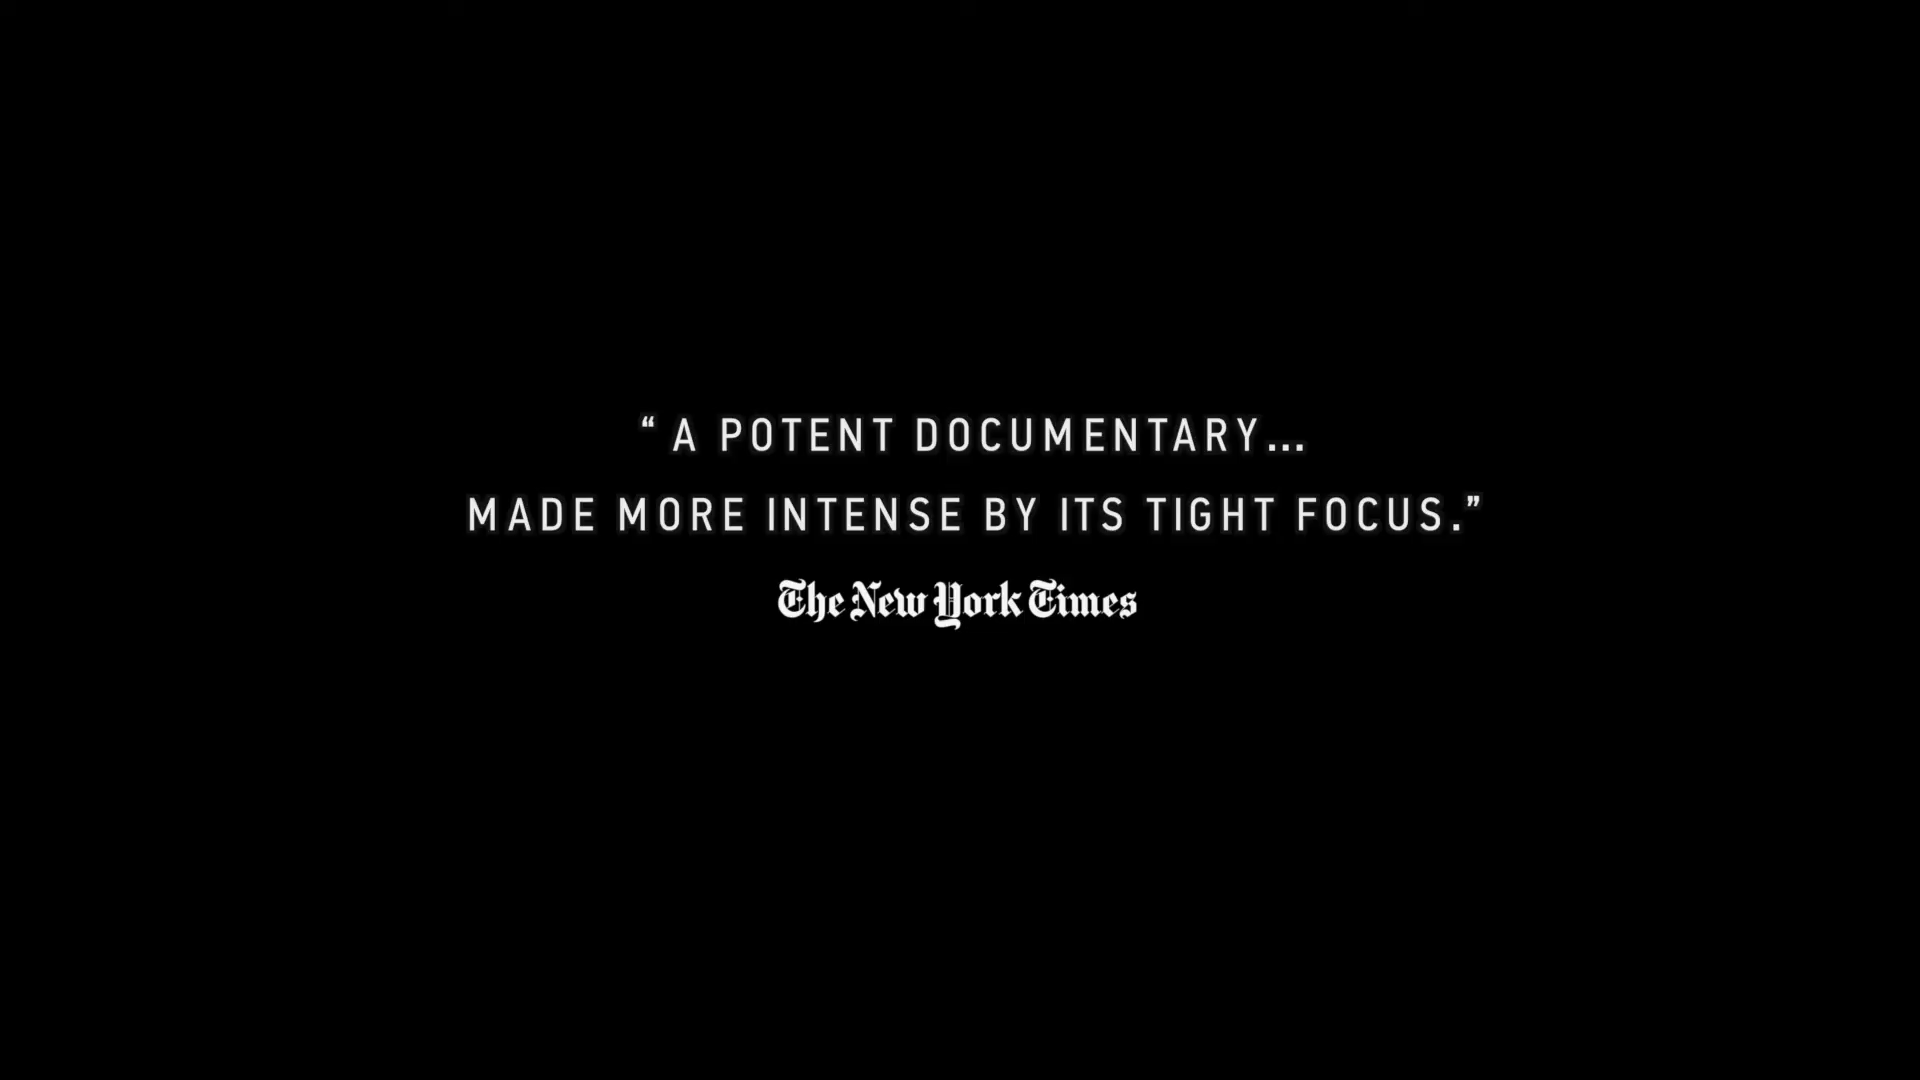 “ A POTENT DOCUMENTARY...
MADE MORE INTENSE BY ITS TIGHT FOCUS.”
The New York Times